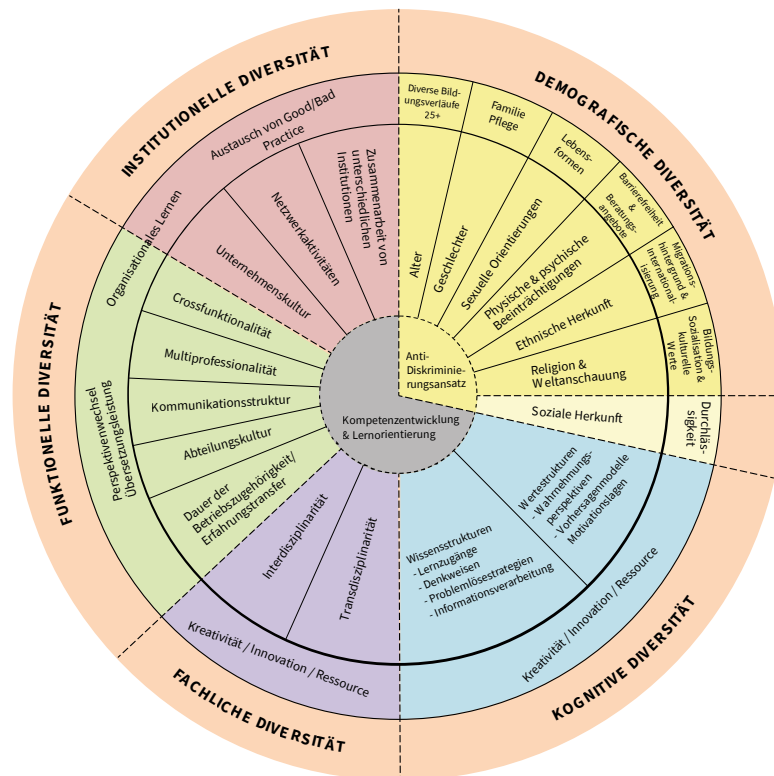 INSTITUTIONELLE DIVERSITÄT
DEMOGRAFISCHE DIVERSITÄT
KOGNITIVE DIVERSITÄT
FACHLICHE DIVERSITÄT
FUNKTIONELLE DIVERSITÄT
Diverse Bild-
ungsverläufe
25+
Familie
Pflege
Lebens-
formen
Barrierefreiheit
&
Beratungs-
angebote
Migrations-
hintergrund &
International-
isierung
Bildungs-
Sozialisation &
kulturelle
Werte
Durchläs-
sigkeit
Alter
Geschlechter
Sexuelle Orientierungen
Physische & psychische
Beeinträchtigungen
Ethnische Herkunft
Religion &
Weltanschauung
Soziale Herkunft
Anti-
Diskriminie-
rungsansatz
Kompetenzentwicklung
& Lernorientierung
Wertestrukturen
- Wahrnehmungs-
perspektiven
- Vorhersagenmodelle
Motivationslagen
Wissensstrukturen
- Lernzugänge
- Denkweisen
- Problemlösestrategien
- Informationsverarbeitung
Kreativität / Innovation / Ressource
Transdisziplinarität
Interdisziplinarität
Kreativität / Innovation / Ressource
Dauer der
Betriebszugehörigkeit/
Erfahrungstransfer
Abteilungskultur
Kommunikationsstruktur
Multiprofessionalität
Crossfunktionalität
Perspektivenwechsel
Übersetzungsleistung
Organisationales Lernen
Austausch von Good/Bad
Practice
Unternehmenskultur
Netzwerkaktivitäten
Zusammenarbeit von
unterschiedlichen
Institutionen